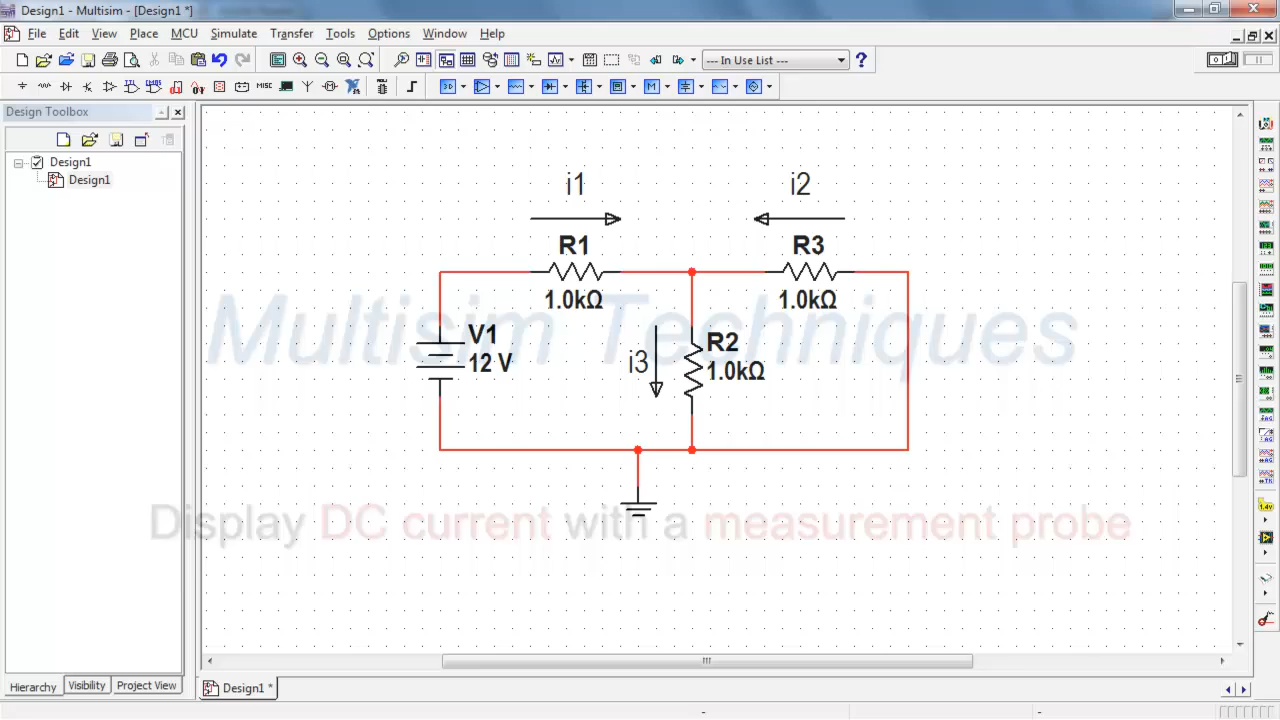 Design1 - Multisim - [Design1 *]
File Edit View Place MCU Simulate Transfer Tools Options Window Help
--- In Use List ---
Design Toolbox
Design1
Design1
i1
i2
R1
R3
1.0kΩ
1.0kΩ
Multisim Techniques
V1
12 V
i3
R2
1.0kΩ
Display DC current with a measurement probe
Hierarchy Visibility Project View
Design1 *